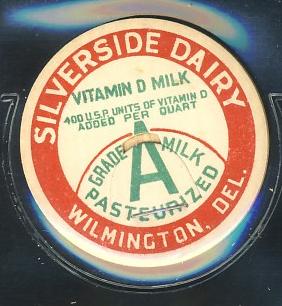 SILVERSIDE DAIRY
VITAMIN D MILK
400 U.S.P. UNITS OF VITAMIN D
ADDED PER QUART
GRADE A MILK
PASTEURIZED
WILMINGTON, DEL.